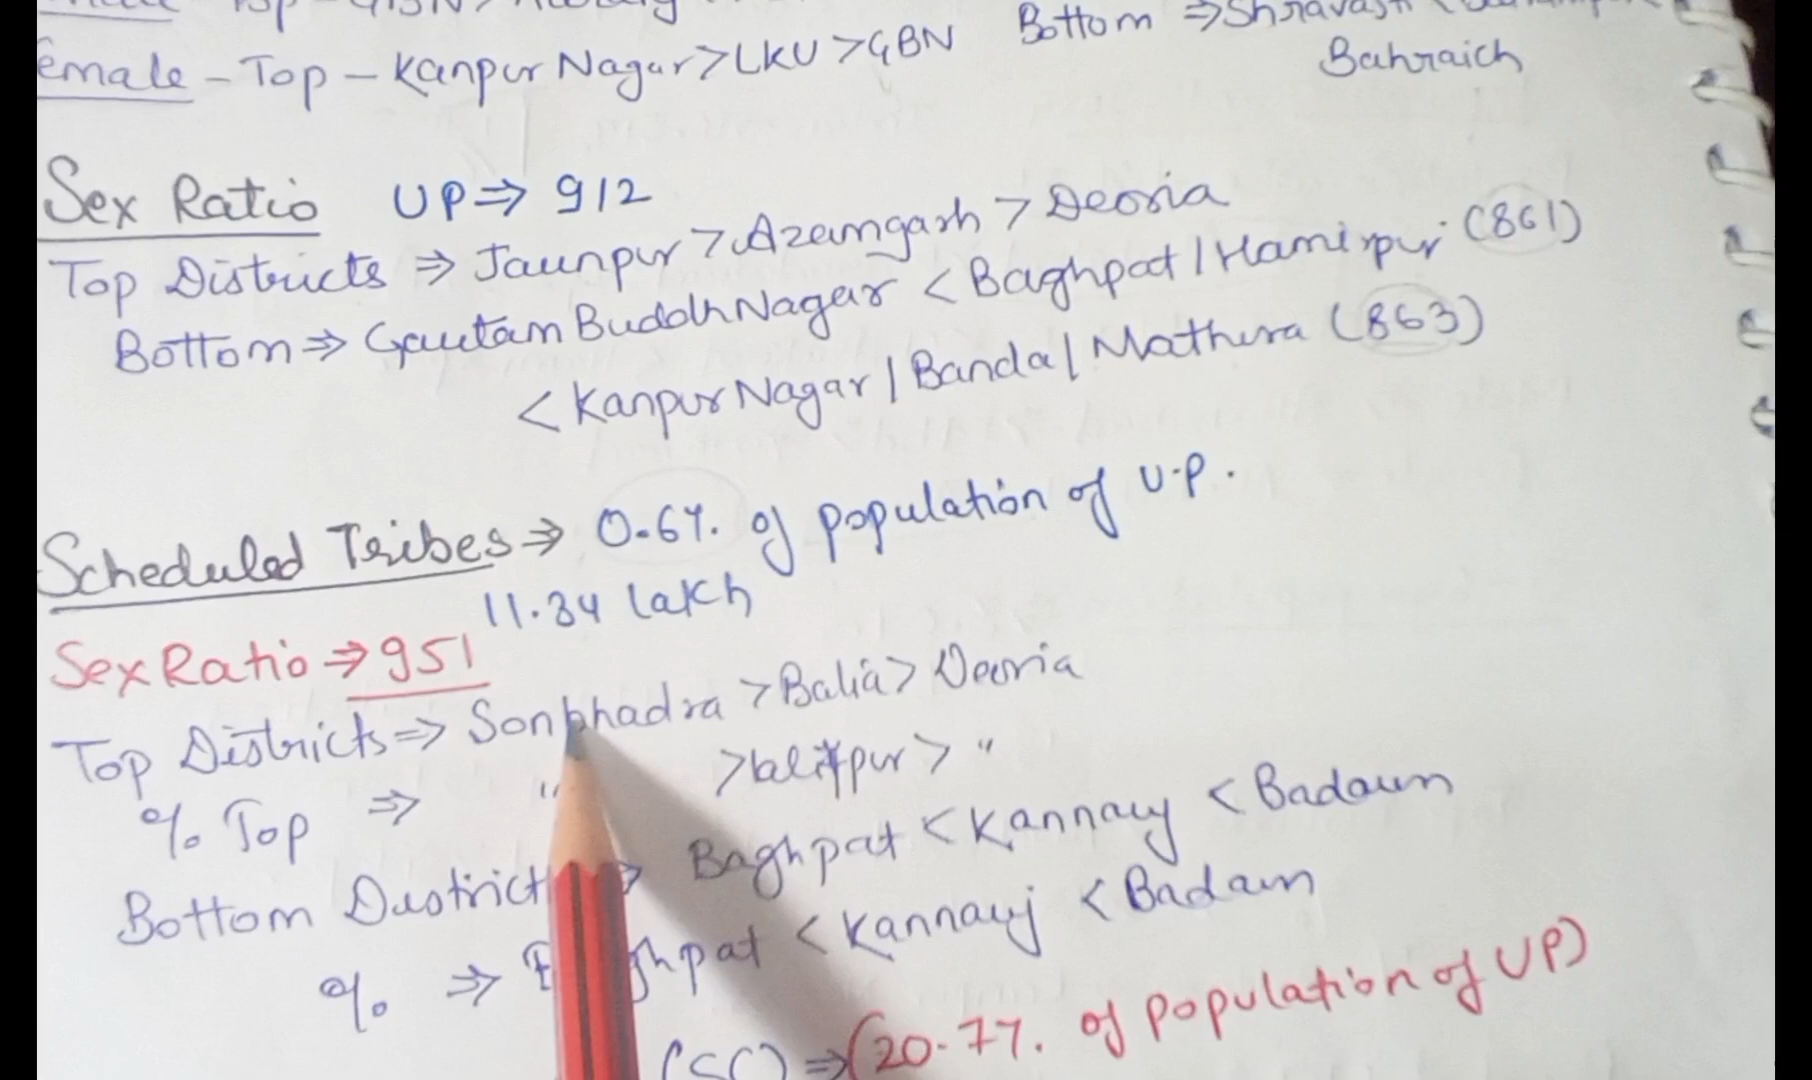 Top - GBN >
Female - Top - Kanpur Nagar > LKU > GBN Bottom ⇒ Shravasti <
Bahraich
Sex Ratio UP ⇒ 912
Top Districts ⇒ Jaunpur > Azamgarh > Deoria
Bottom ⇒ Gautam Buddh Nagar < Baghpat / Hamirpur (861)
< Kanpur Nagar / Banda / Mathura (863)
Scheduled Tribes ⇒ 0.6% of population of U.P.
11.34 lakh
Sex Ratio ⇒ 951
Top Districts ⇒ Sonbhadra > Balia > Deoria
% Top ⇒ " > lalitpur > "
Bottom District ⇒ Baghpat < Kannauj < Badaun
% ⇒ Baghpat < Kannauj < Badaun
(SC) ⇒ (20.7%. of population of UP)